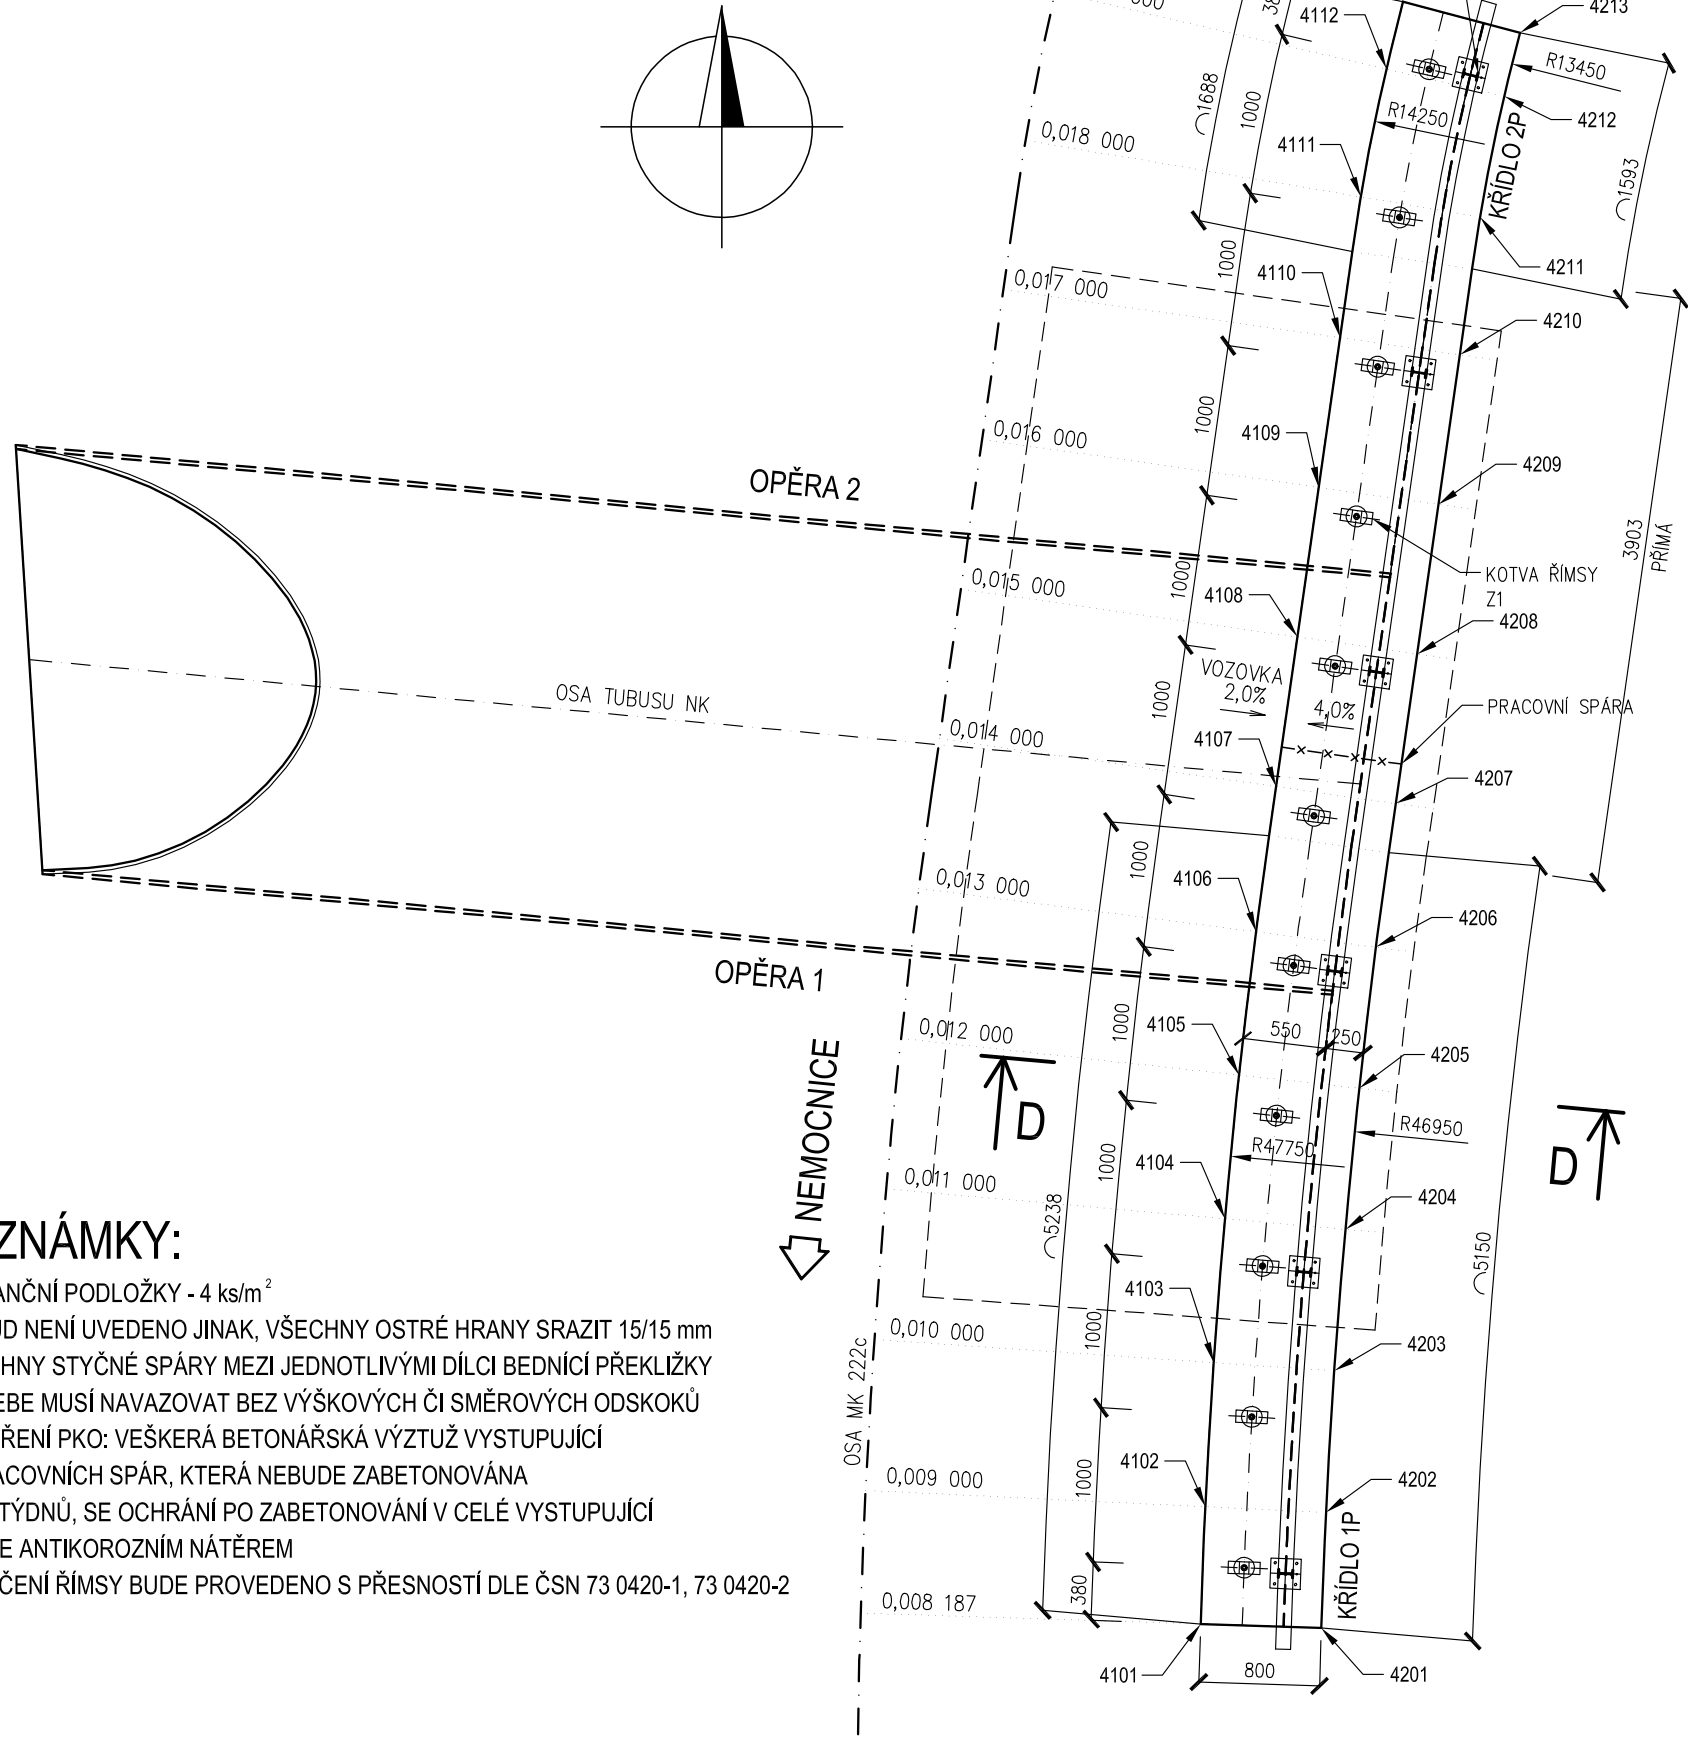 4213
4112
R13450
1688
1000
R14250
4212
0,018 000
4111
KŘÍDLO 2P
1593
1000
4110
4211
0,017 000
4210
1000
4109
0,016 000
4209
OPĚRA 2
3903
PŘÍMÁ
1000
KOTVA ŘÍMSY
Z1
0,015 000
4108
4208
VOZOVKA
2,0%
OSA TUBUSU NK
1000
4,0%
PRACOVNÍ SPÁRA
0,014 000
4107
4207
1000
0,013 000
4106
4206
OPĚRA 1
1000
0,012 000
4105
550
250
4205
NEMOCNICE
D
R46950
R47750
D
1000
4104
0,011 000
4204
5238
5150
ZNÁMKY:
ANČNÍ PODLOŽKY - 4 ks/m²
UD NENÍ UVEDENO JINAK, VŠECHNY OSTRÉ HRANY SRAZIT 15/15 mm
CHNY STYČNÉ SPÁRY MEZI JEDNOTLIVÝMI DÍLCI BEDNÍCÍ PŘEKLIŽKY
EBE MUSÍ NAVAZOVAT BEZ VÝŠKOVÝCH ČI SMĚROVÝCH ODSKOKŮ
ŘENÍ PKO: VEŠKERÁ BETONÁŘSKÁ VÝZTUŽ VYSTUPUJÍCÍ
ACOVNÍCH SPÁR, KTERÁ NEBUDE ZABETONOVÁNA
TÝDNŮ, SE OCHRÁNÍ PO ZABETONOVÁNÍ V CELÉ VYSTUPUJÍCÍ
E ANTIKOROZNÍM NÁTĚREM
ČENÍ ŘÍMSY BUDE PROVEDENO S PŘESNOSTÍ DLE ČSN 73 0420-1, 73 0420-2
4103
1000
0,010 000
4203
OSA MK 222c
4102
1000
0,009 000
4202
KŘÍDLO 1P
380
0,008 187
4101
800
4201